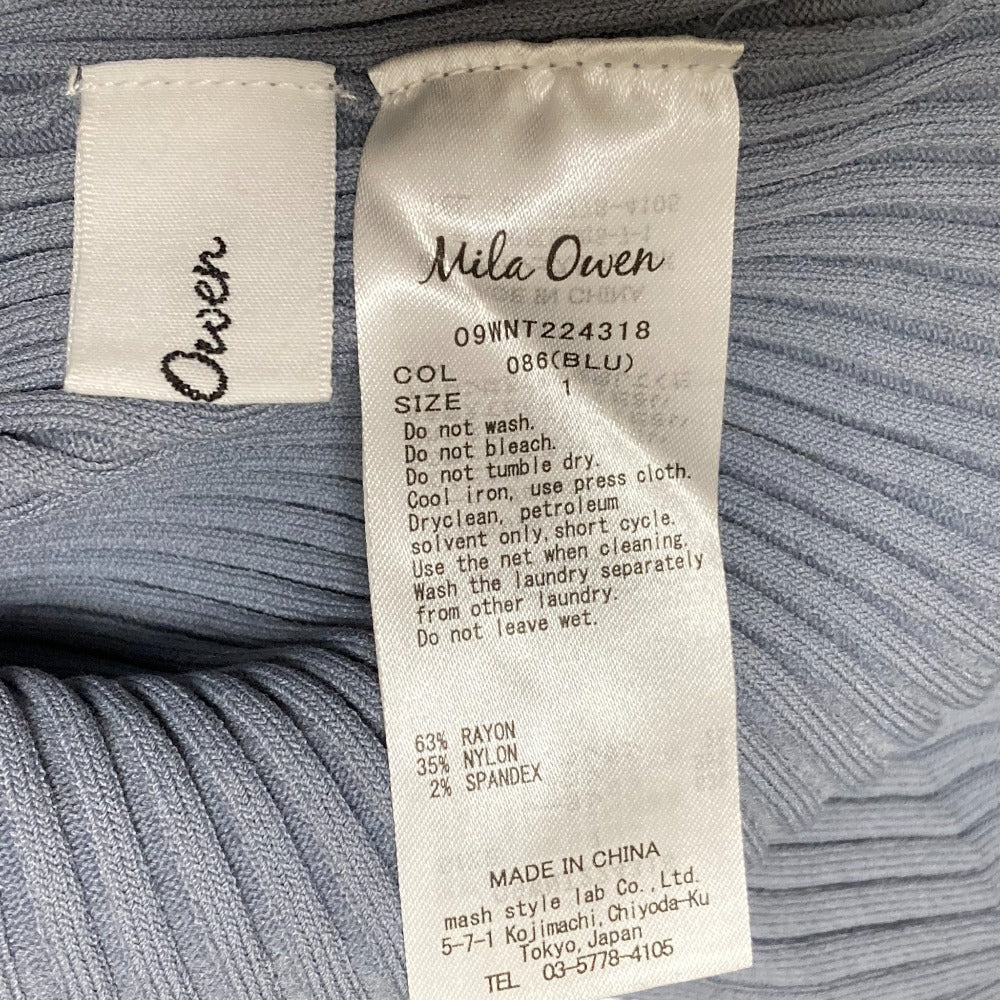 Owen
Mila Owen
09WNT224318
COL 086(BLU)
SIZE 1
Do not wash.
Do not bleach.
Do not tumble dry.
Cool iron, use press cloth.
Dryclean, petroleum
solvent only, short cycle.
Use the net when cleaning.
Wash the laundry separately
from other laundry.
Do not leave wet.
63% RAYON
35% NYLON
2% SPANDEX
MADE IN CHINA
mash style lab Co.,Ltd.
5-7-1 Kojimachi, Chiyoda-Ku
Tokyo, Japan
TEL 03-5778-4105